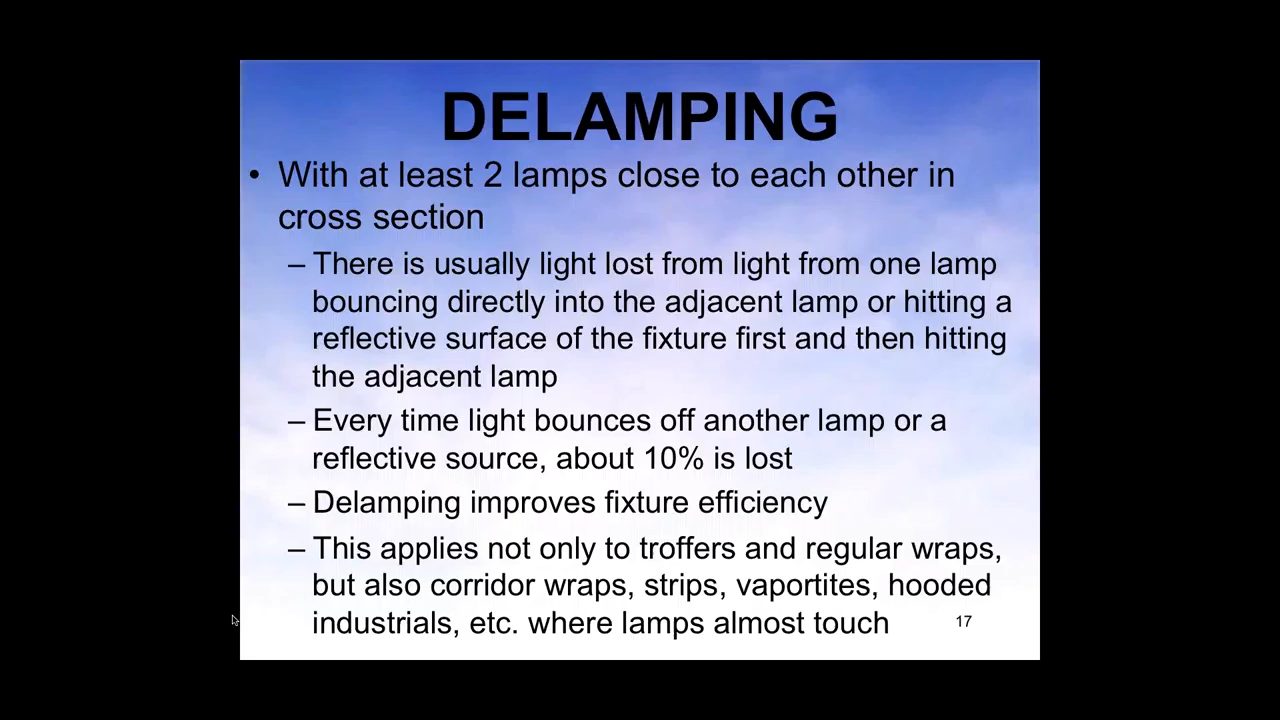 DELAMPING
• With at least 2 lamps close to each other in
cross section
– There is usually light lost from light from one lamp
bouncing directly into the adjacent lamp or hitting a
reflective surface of the fixture first and then hitting
the adjacent lamp
– Every time light bounces off another lamp or a
reflective source, about 10% is lost
– Delamping improves fixture efficiency
– This applies not only to troffers and regular wraps,
but also corridor wraps, strips, vaportites, hooded
industrials, etc. where lamps almost touch
17